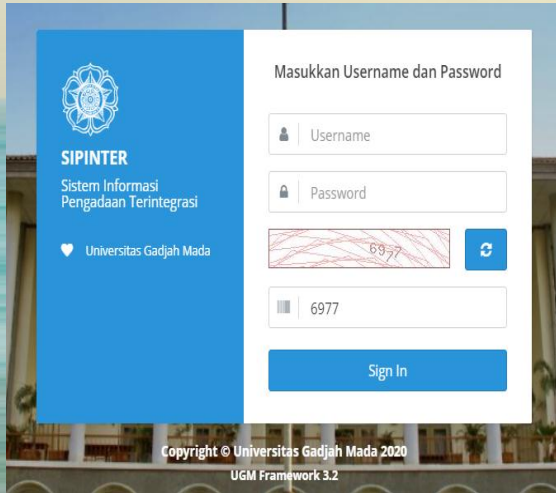 SIPINTER
Sistem Informasi
Pengadaan Terintegrasi
Universitas Gadjah Mada
Masukkan Username dan Password
Username
Password
6977
6977
Sign In
Copyright © Universitas Gadjah Mada 2020
UGM Framework 3.2